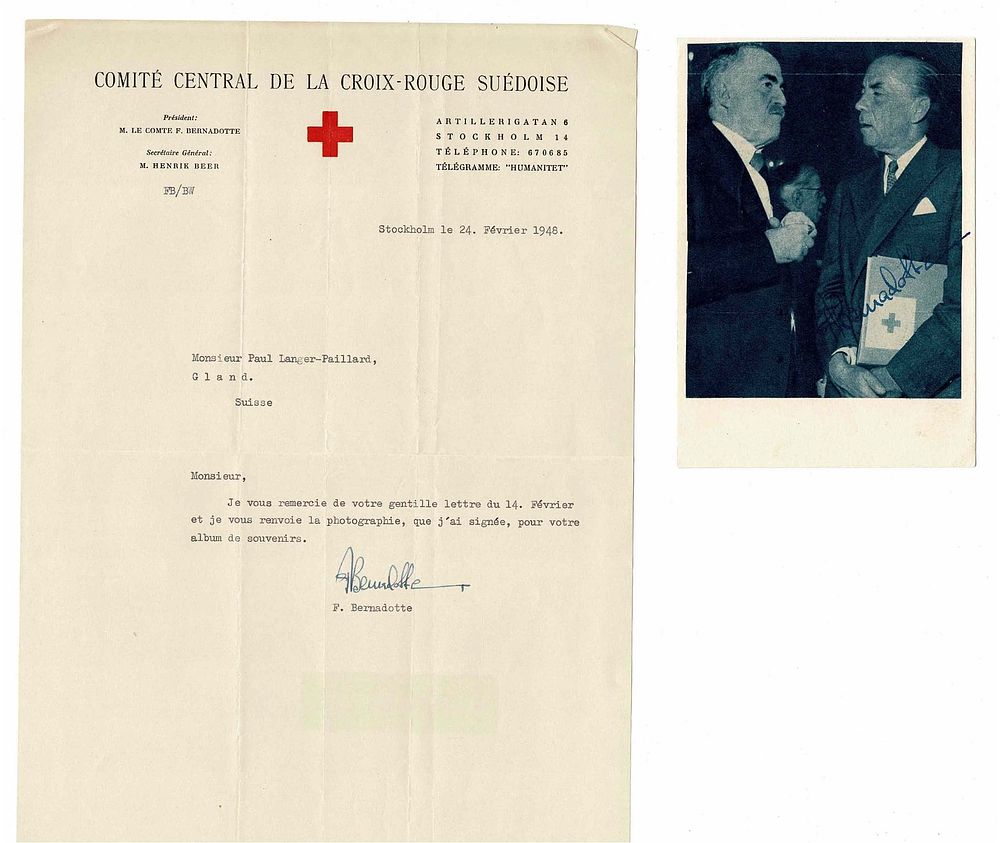 COMITÉ CENTRAL DE LA CROIX-ROUGE SUÉDOISE
Président:
M. LE COMTE F. BERNADOTTE
Secrétaire Général:
M. HENRIK BEER
FB/BW
ARTILLERIGATAN 6
STOCKHOLM 14
TÉLÉPHONE: 670685
TÉLÉGRAMME: "HUMANITET"
Stockholm le 24. Février 1948.
Monsieur Paul Langer-Paillard,
G l a n d.
Suisse
Monsieur,
Je vous remercie de votre gentille lettre du 14. Février
et je vous renvoie la photographie, que j'ai signée, pour votre
album de souvenirs.
FBernadotte
F. Bernadotte
FBernadotte